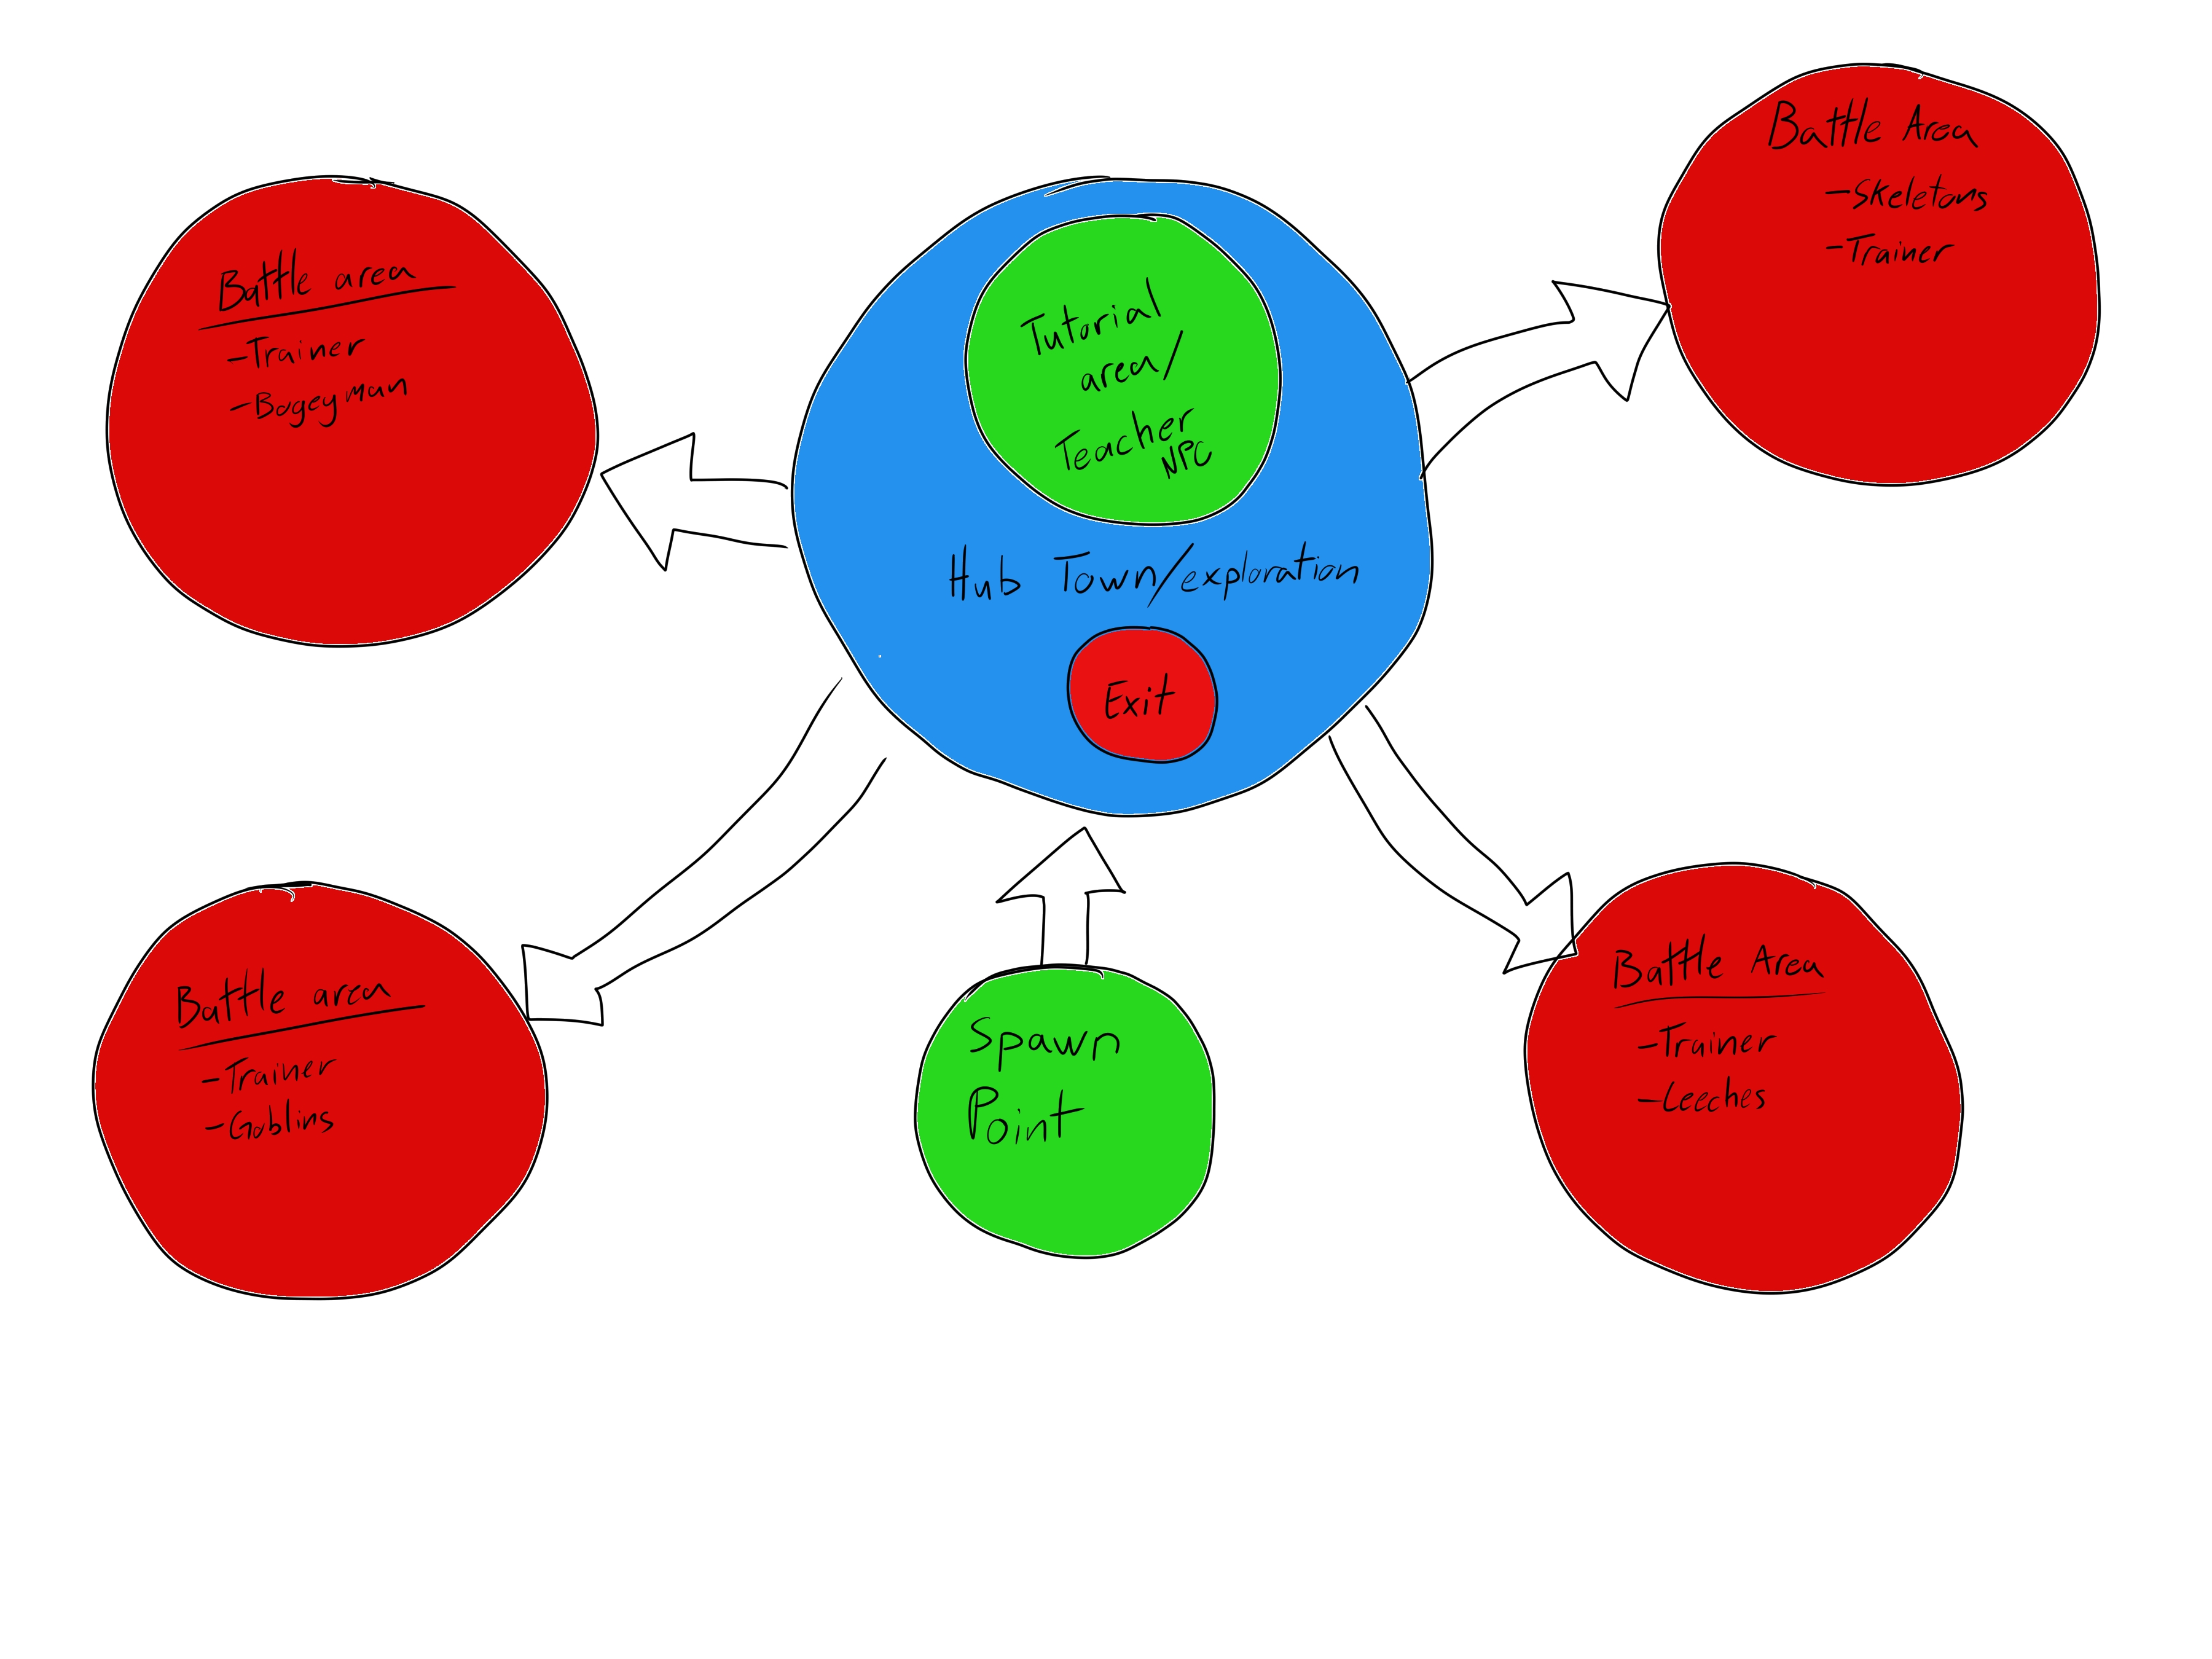 Battle area
-Trainer
-Bogeyman
Tutorial
area/
Teacher
NPC
Hub Town/exploration
Exit
Battle Area
-Skeletons
-Trainer
Battle area
-Trainer
-Goblins
Spawn
Point
Battle Area
-Trainer
-Leeches